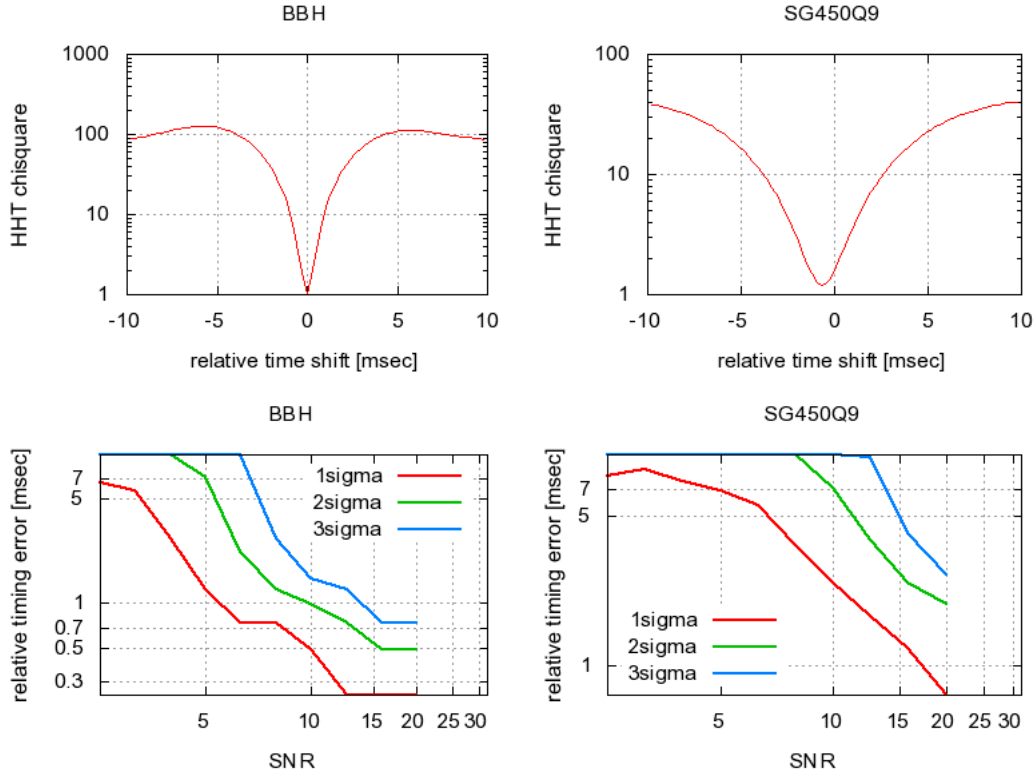 BBH
HHT chisquare
1000
100
10
1
-10 -5 0 5 10
relative time shift [msec]
SG450Q9
HHT chisquare
100
10
1
-10 -5 0 5 10
relative time shift [msec]
BBH
relative timing error [msec]
7
5
1
0.7
0.5
0.3
1sigma
2sigma
3sigma
5 10 15 20 25 30
SNR
SG450Q9
relative timing error [msec]
7
5
1
1sigma
2sigma
3sigma
5 10 15 20 25 30
SNR